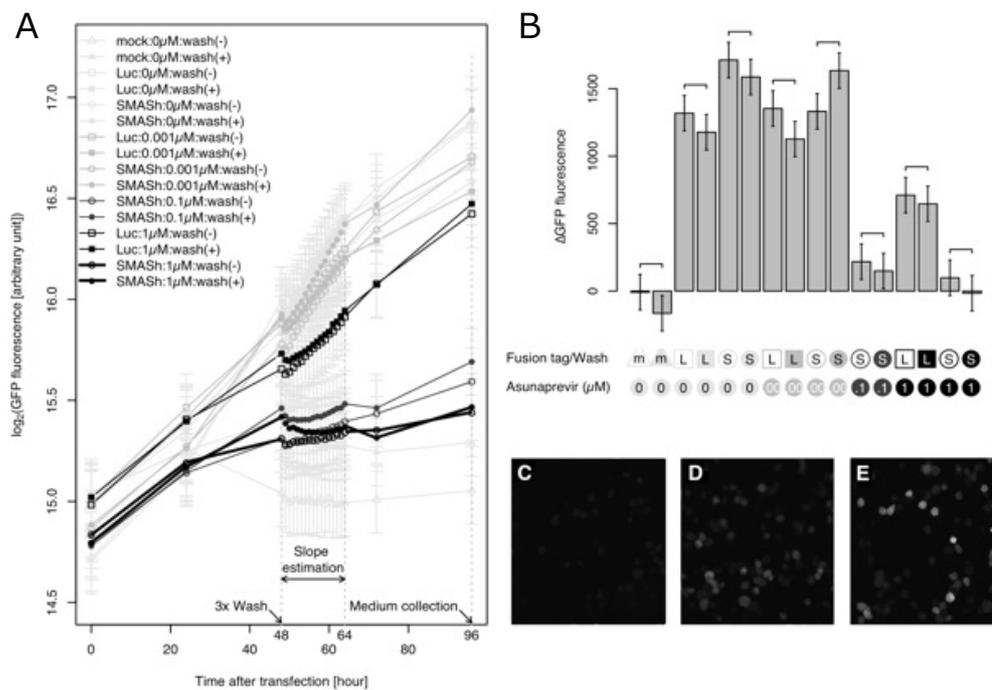 A
mock:0µM:wash(-)
mock:0µM:wash(+)
Luc:0µM:wash(-)
Luc:0µM:wash(+)
SMASh:0µM:wash(-)
SMASh:0µM:wash(+)
Luc:0.001µM:wash(-)
Luc:0.001µM:wash(+)
SMASh:0.001µM:wash(-)
SMASh:0.001µM:wash(+)
SMASh:0.1µM:wash(-)
SMASh:0.1µM:wash(+)
Luc:1µM:wash(-)
Luc:1µM:wash(+)
SMASh:1µM:wash(-)
SMASh:1µM:wash(+)
log₂(GFP fluorescence [arbitrary unit])
17.0
16.5
16.0
15.5
15.0
14.5
Slope
estimation
3x Wash
Medium collection
0 20 48 60 64 80 96
Time after transfection [hour]
B
ΔGFP fluorescence
1500
1000
500
0
Fusion tag/Wash m m L L S S L L S S S S L L S S
Asunaprevir (µM) 0 0 0 0 0 0 .1 .1 1 1 1 1
C
D
E